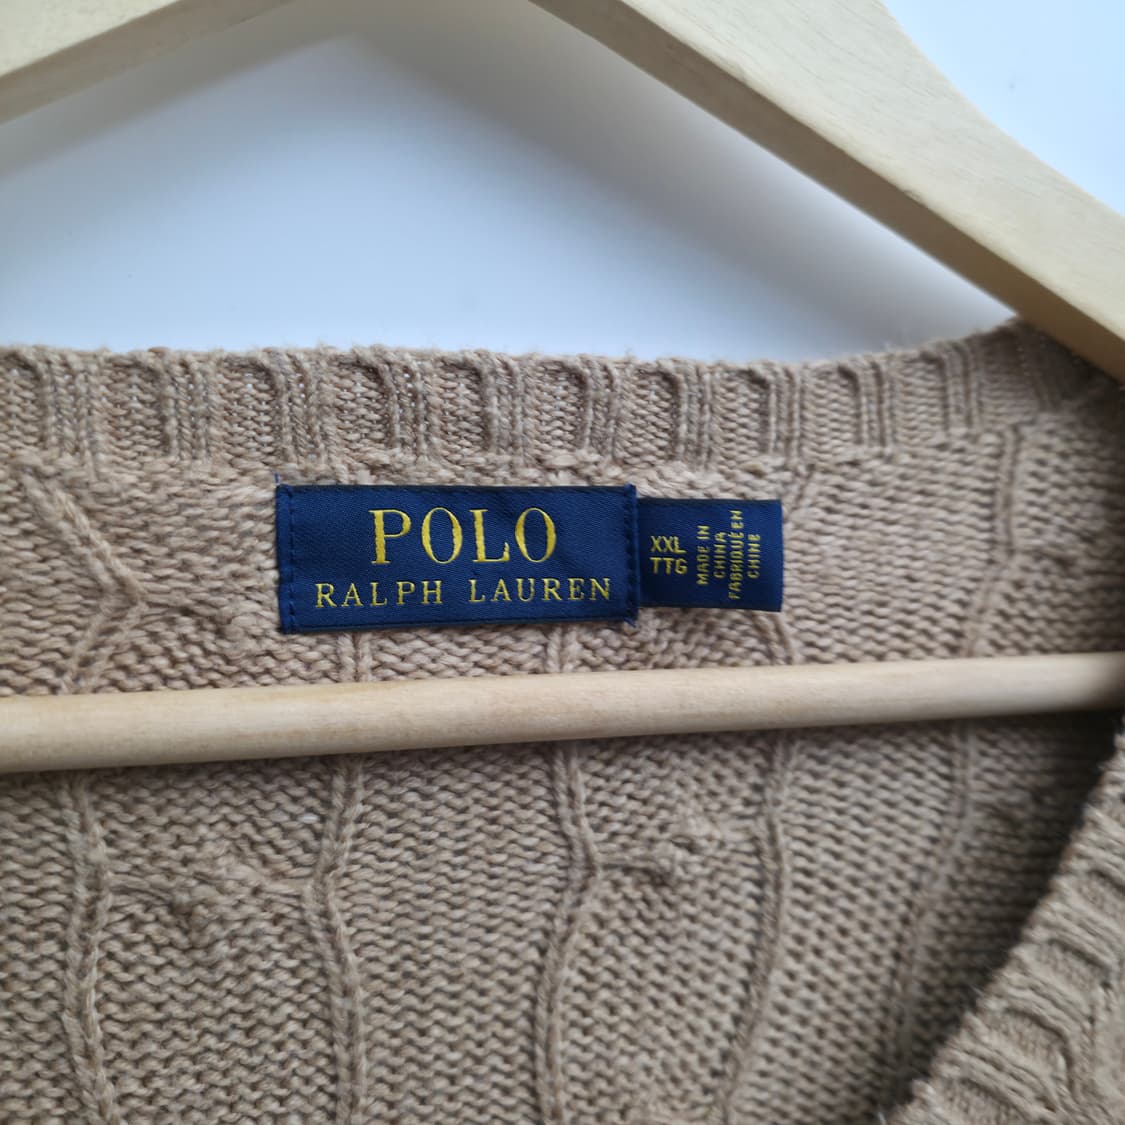 POLO
RALPH LAUREN
XXL
TTG
MADE IN
CHINA
FABRIQUÉ EN
CHINE